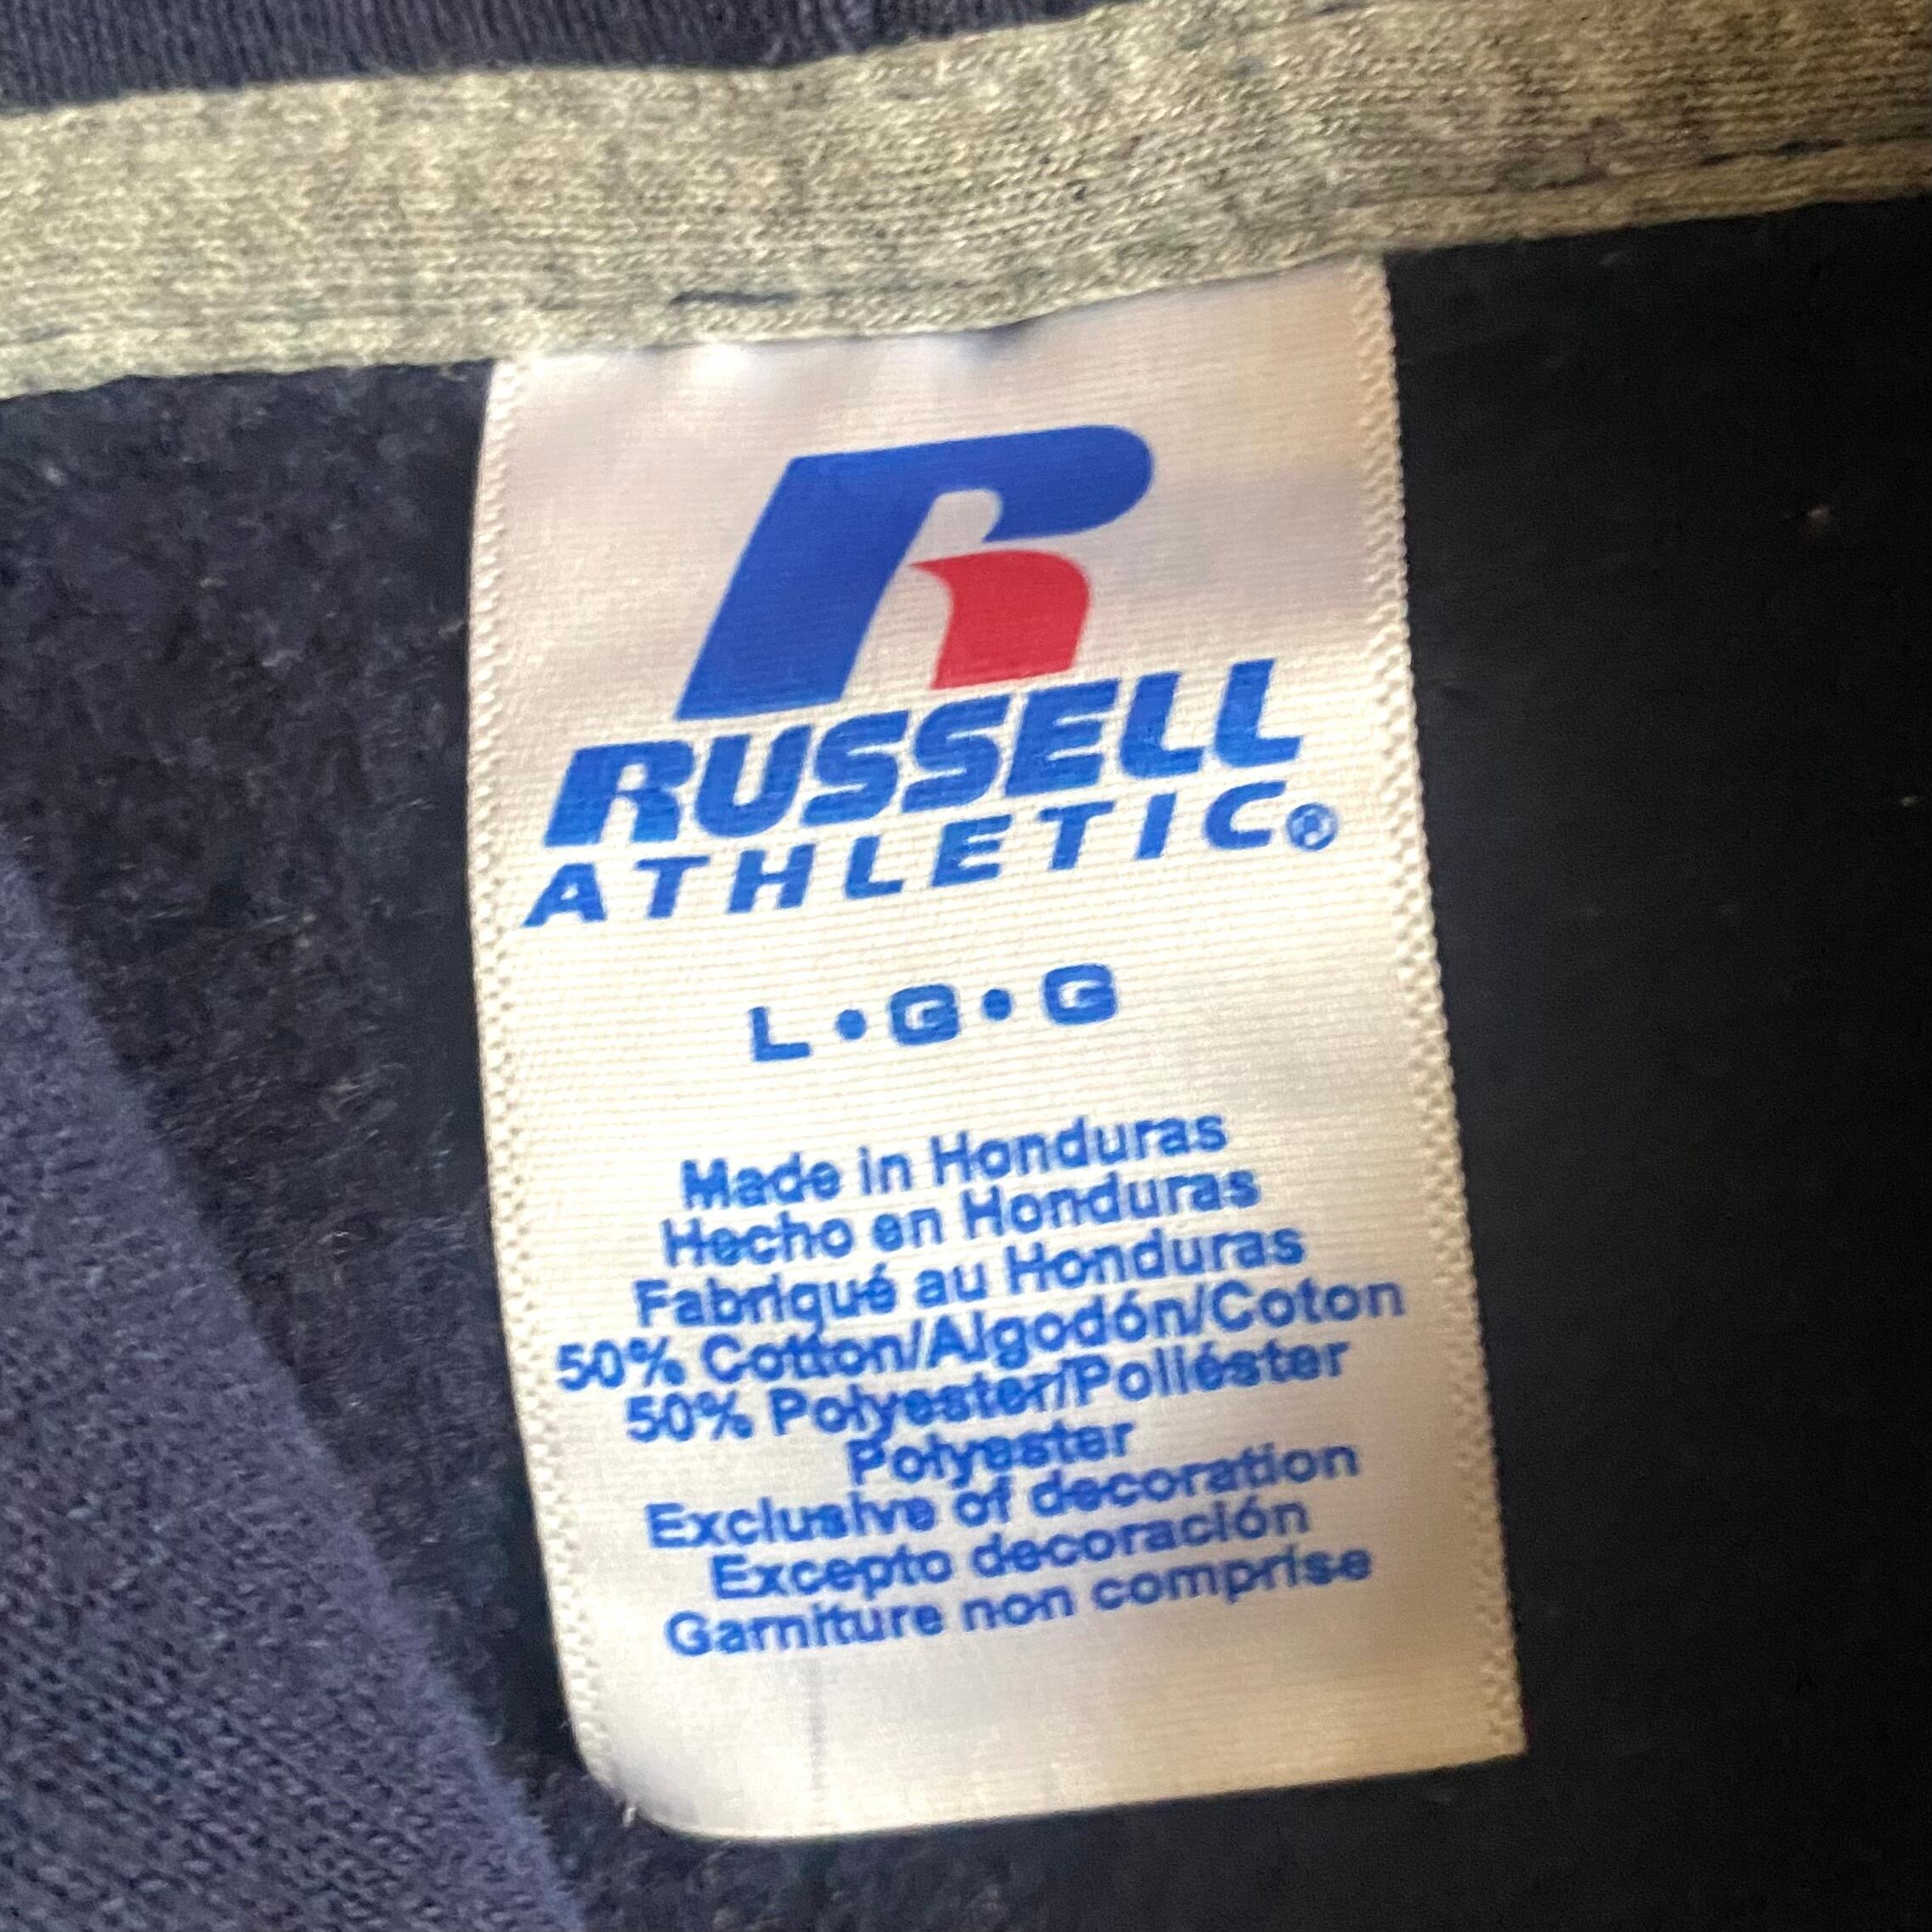 R
RUSSELL
ATHLETIC®
L•G•G
Made in Honduras
Hecho en Honduras
Fabriqué au Honduras
50% Cotton/Algodón/Coton
50% Polyester/Poliéster
Polyester
Exclusive of decoration
Excepto decoración
Garniture non comprise